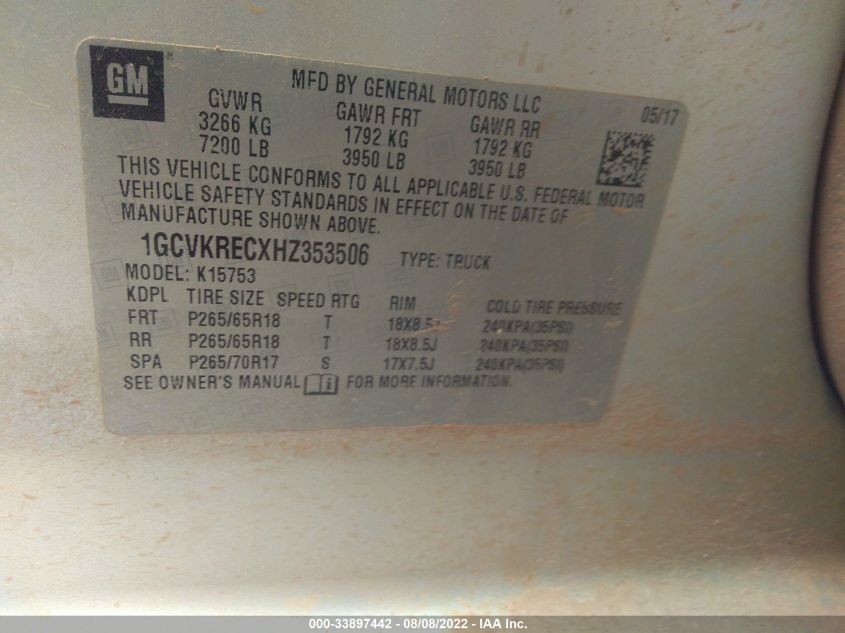 GM
MFD BY GENERAL MOTORS LLC
05/17
GVWR GAWR FRT GAWR RR
3266 KG 1792 KG 1792 KG
7200 LB 3950 LB 3950 LB
THIS VEHICLE CONFORMS TO ALL APPLICABLE U.S. FEDERAL MOTOR
VEHICLE SAFETY STANDARDS IN EFFECT ON THE DATE OF
MANUFACTURE SHOWN ABOVE.
1GCVKRECXHZ353506 TYPE: TRUCK
MODEL: K15753
KDPL TIRE SIZE SPEED RTG RIM COLD TIRE PRESSURE
FRT P265/65R18 T 18X8.5J 240KPA(35PSI)
RR P265/65R18 T 18X8.5J 240KPA(35PSI)
SPA P265/70R17 S 17X7.5J 240KPA(35PSI)
SEE OWNER'S MANUAL FOR MORE INFORMATION.
000-33897442 - 08/08/2022 - IAA Inc.